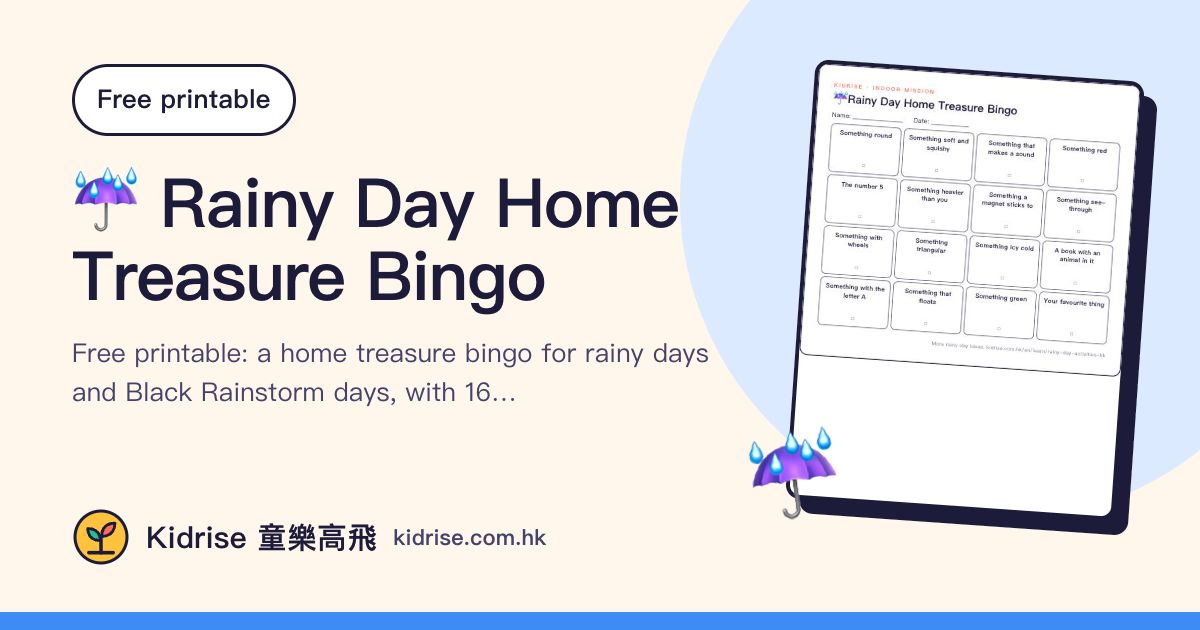 Free printable
Rainy Day Home
Treasure Bingo
Free printable: a home treasure bingo for rainy days
and Black Rainstorm days, with 16…
Kidrise 童樂高飛 kidrise.com.hk
KIDRISE · INDOOR MISSION
Rainy Day Home Treasure Bingo
Name: Date:
Something round
Something soft and
squishy
Something that
makes a sound
Something red
The number 5
Something heavier
than you
Something a
magnet sticks to
Something see-
through
Something with
wheels
Something
triangular
Something icy cold
A book with an
animal in it
Something with the
letter A
Something that
floats
Something green
Your favourite thing